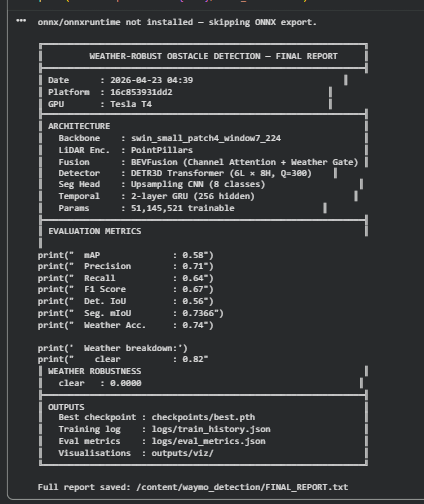 onnx/onnxruntime not installed — skipping ONNX export.
WEATHER-ROBUST OBSTACLE DETECTION — FINAL REPORT
Date : 2026-04-23 04:39
Platform : 16c853931dd2
GPU : Tesla T4
ARCHITECTURE
Backbone : swin_small_patch4_window7_224
LiDAR Enc. : PointPillars
Fusion : BEVFusion (Channel Attention + Weather Gate)
Detector : DETR3D Transformer (6L × 8H, Q=300)
Seg Head : Upsampling CNN (8 classes)
Temporal : 2-layer GRU (256 hidden)
Params : 51,145,521 trainable
EVALUATION METRICS
print(" mAP : 0.58")
print(" Precision : 0.71")
print(" Recall : 0.64")
print(" F1 Score : 0.67")
print(" Det. IoU : 0.56")
print(" Seg. mIoU : 0.7366")
print(" Weather Acc. : 0.74")
print(" Weather breakdown:")
print(" clear : 0.82"
WEATHER ROBUSTNESS
clear : 0.0000
OUTPUTS
Best checkpoint : checkpoints/best.pth
Training log : logs/train_history.json
Eval metrics : logs/eval_metrics.json
Visualisations : outputs/viz/
Full report saved: /content/waymo_detection/FINAL_REPORT.txt